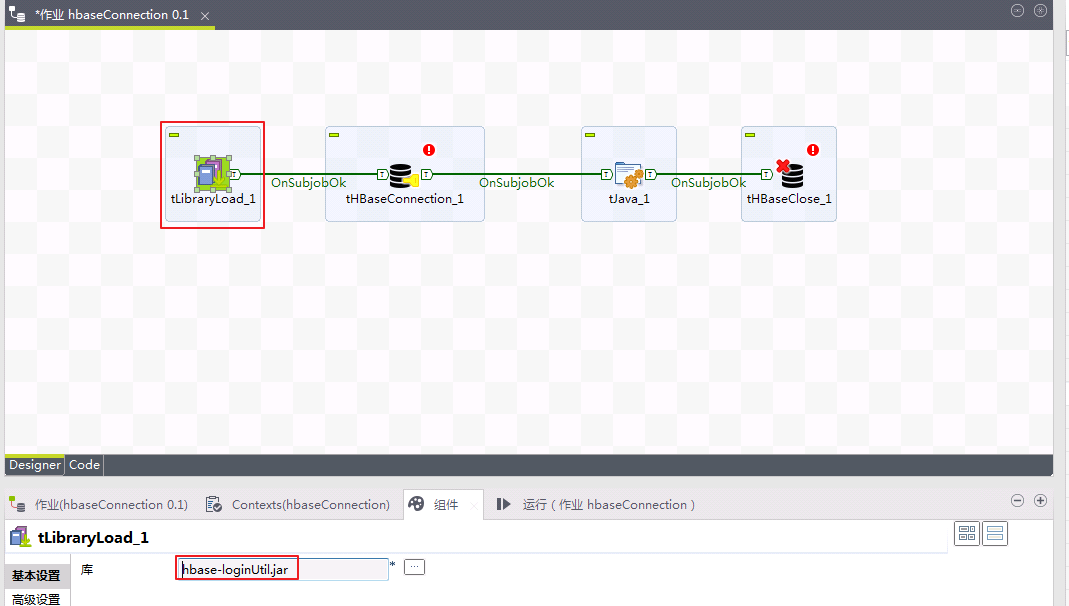 *作业 hbaseConnection 0.1
OnSubjobOk
OnSubjobOk
OnSubjobOk
tLibraryLoad_1
tHBaseConnection_1
tJava_1
tHBaseClose_1
Designer
Code
作业(hbaseConnection 0.1)
Contexts(hbaseConnection)
组件
运行 ( 作业 hbaseConnection )
tLibraryLoad_1
基本设置
库
hbase-loginUtil.jar
*
...
高级设置